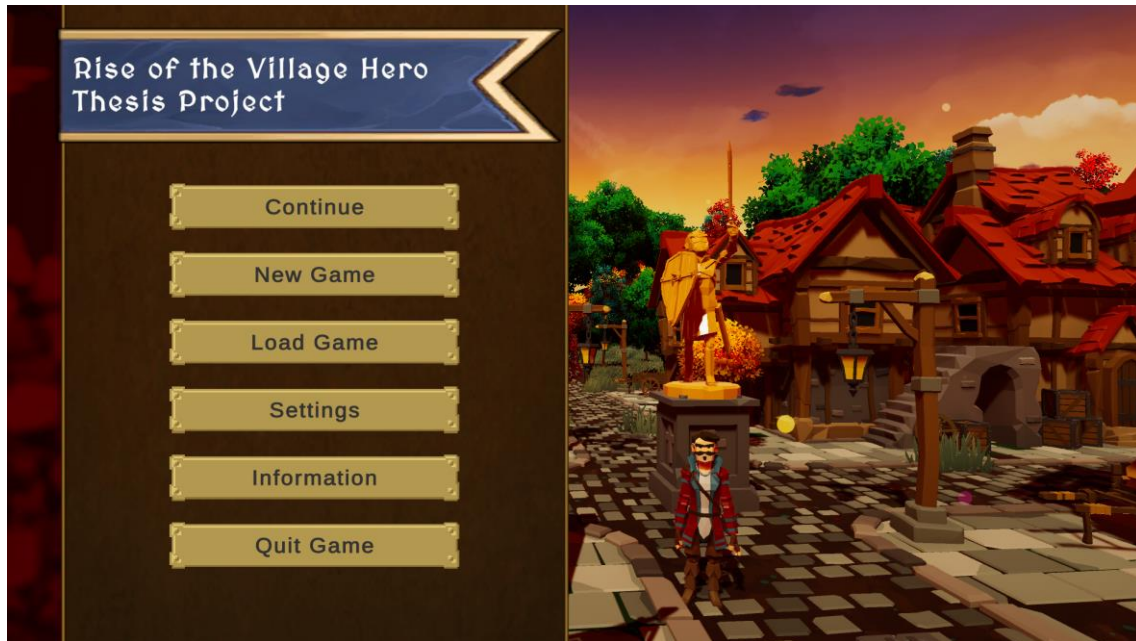 Rise of the Village Hero
Thesis Project
Continue
New Game
Load Game
Settings
Information
Quit Game